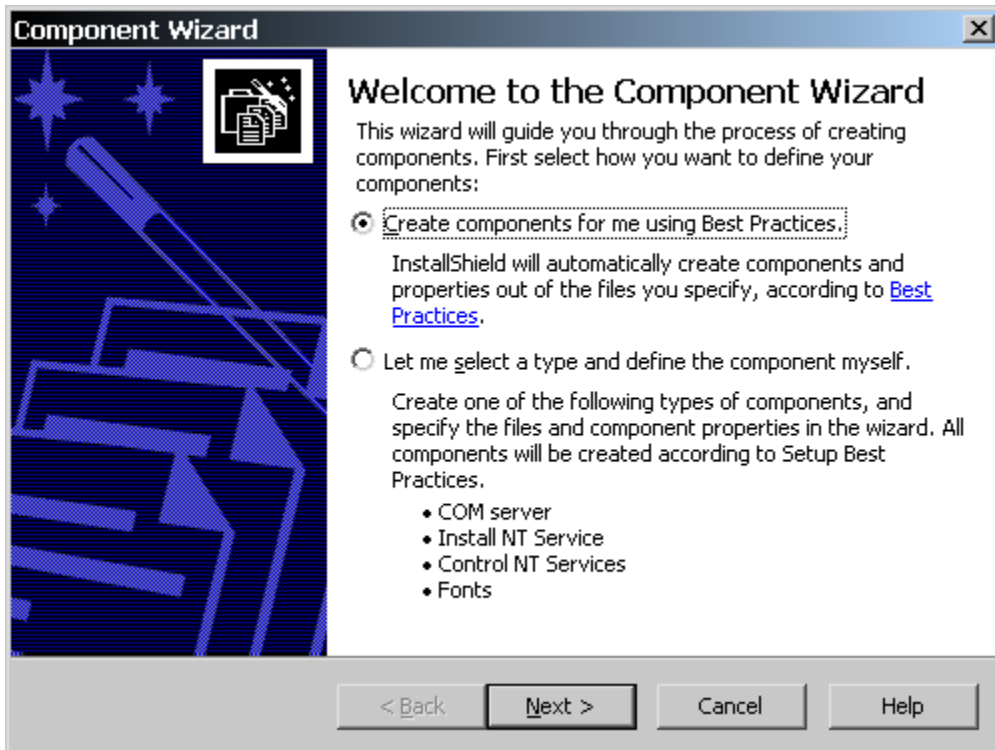 Component Wizard
Welcome to the Component Wizard
This wizard will guide you through the process of creating
components. First select how you want to define your
components:
Create components for me using Best Practices.
InstallShield will automatically create components and
properties out of the files you specify, according to Best
Practices.
Let me select a type and define the component myself.
Create one of the following types of components, and
specify the files and component properties in the wizard. All
components will be created according to Setup Best
Practices.
• COM server
• Install NT Service
• Control NT Services
• Fonts
< Back
Next >
Cancel
Help